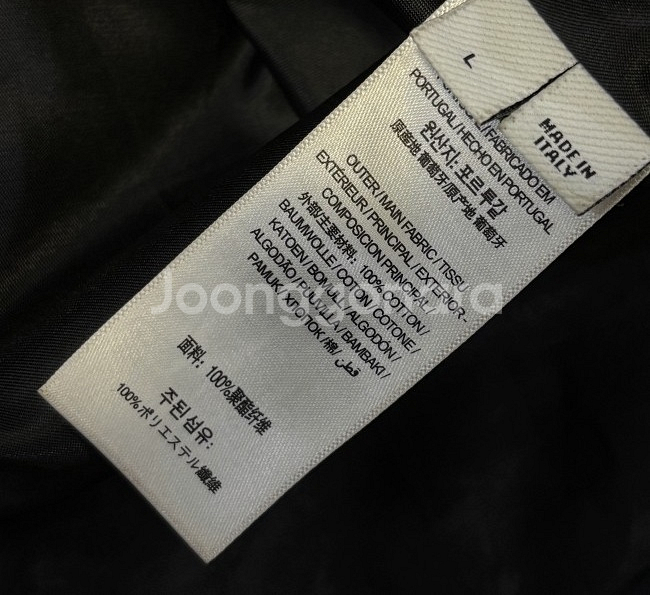 L
MADE IN
ITALY
FABRICADO EM
PORTUGAL/HECHO EN PORTUGAL
원산지: 포르투갈
原産地 葡萄牙/原产地 葡萄牙
OUTER / MAIN FABRIC / TISSU
EXTÉRIEUR / PRINCIPAL / EXTERIOR.
COMPOSICION PRINCIPAL /
外部/主要材料: 100% COTTON /
BAUMWOLLE / COTON / COTONE /
KATOEN / BOMULL / ALGODÓN /
ALGODÃO / PUUVILLA / BAMBAKI /
PAMUK / ХЛОПОК / 棉 / قطن
面料: 100%聚酯纤维
주된섬유:
100%ポリエステル繊維
Joonggonara